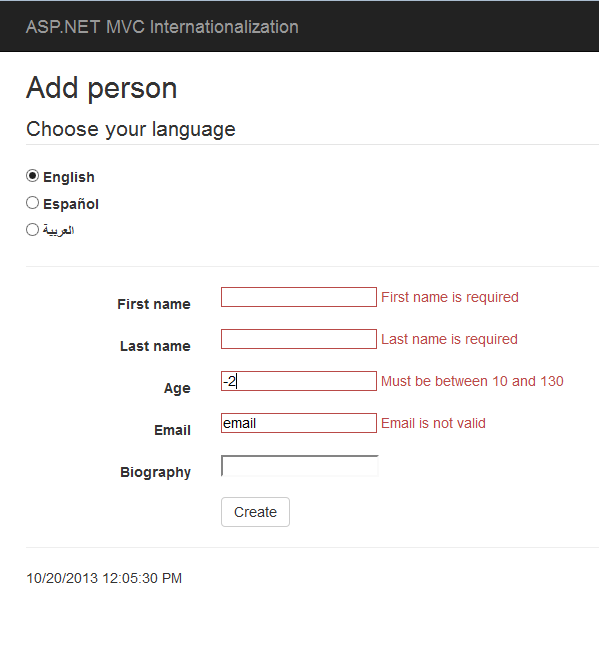 ASP.NET MVC Internationalization
Add person
Choose your language
English
Español
العربية
First name First name is required
Last name Last name is required
Age -2 Must be between 10 and 130
Email email Email is not valid
Biography
Create
10/20/2013 12:05:30 PM